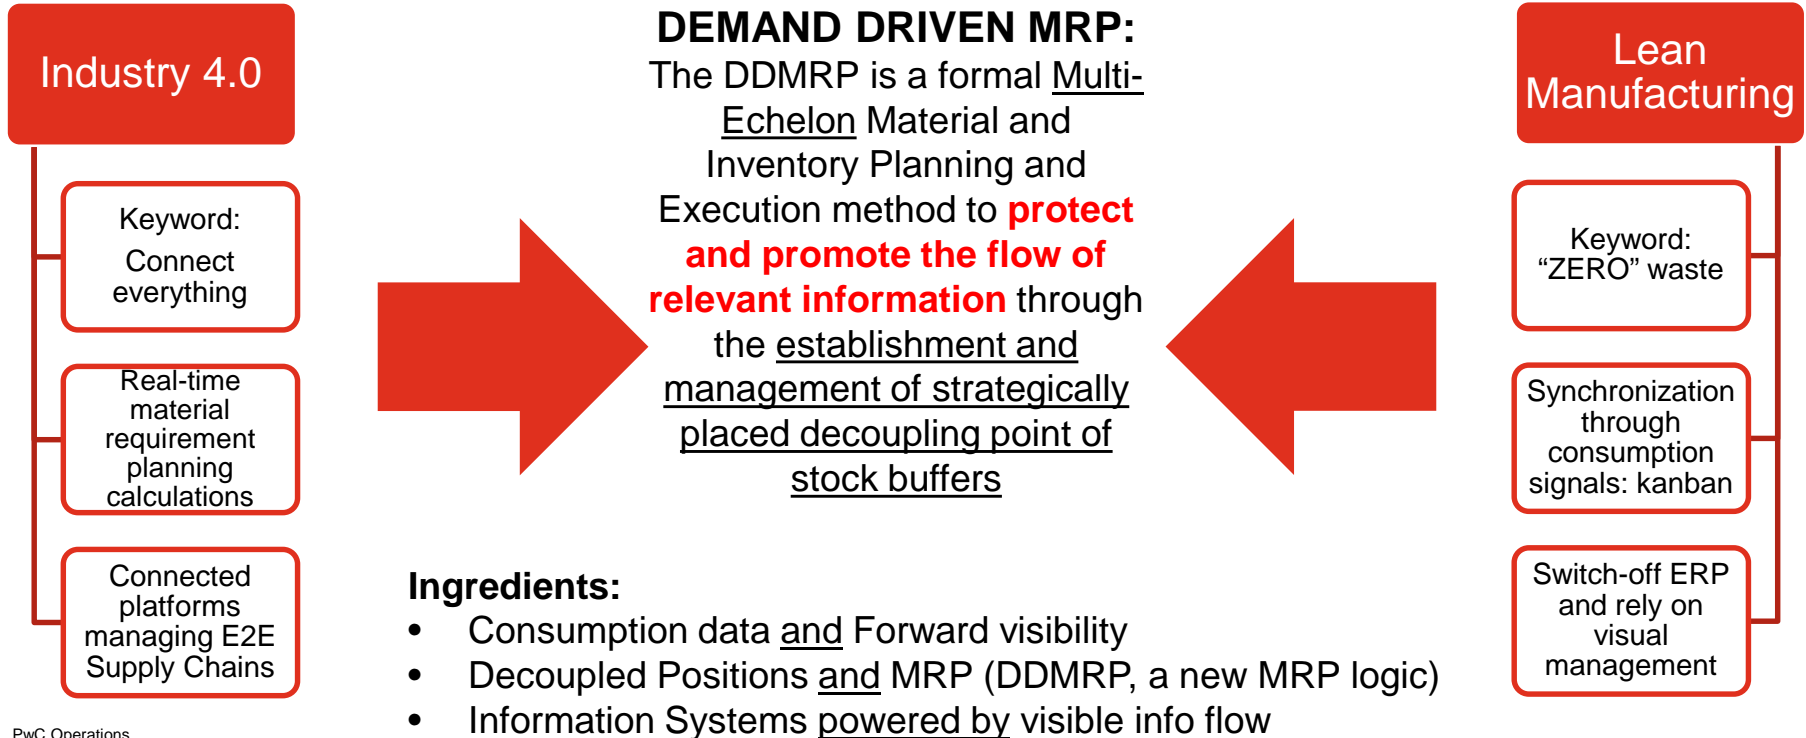 Industry 4.0
Keyword:
Connect
everything
Real-time
material
requirement
planning
calculations
Connected
platforms
managing E2E
Supply Chains
DEMAND DRIVEN MRP:
The DDMRP is a formal Multi-
Echelon Material and
Inventory Planning and
Execution method to protect
and promote the flow of
relevant information through
the establishment and
management of strategically
placed decoupling point of
stock buffers
Ingredients:
• Consumption data and Forward visibility
• Decoupled Positions and MRP (DDMRP, a new MRP logic)
• Information Systems powered by visible info flow
Lean
Manufacturing
Keyword:
“ZERO” waste
Synchronization
through
consumption
signals: kanban
Switch-off ERP
and rely on
visual
management
PwC Operations